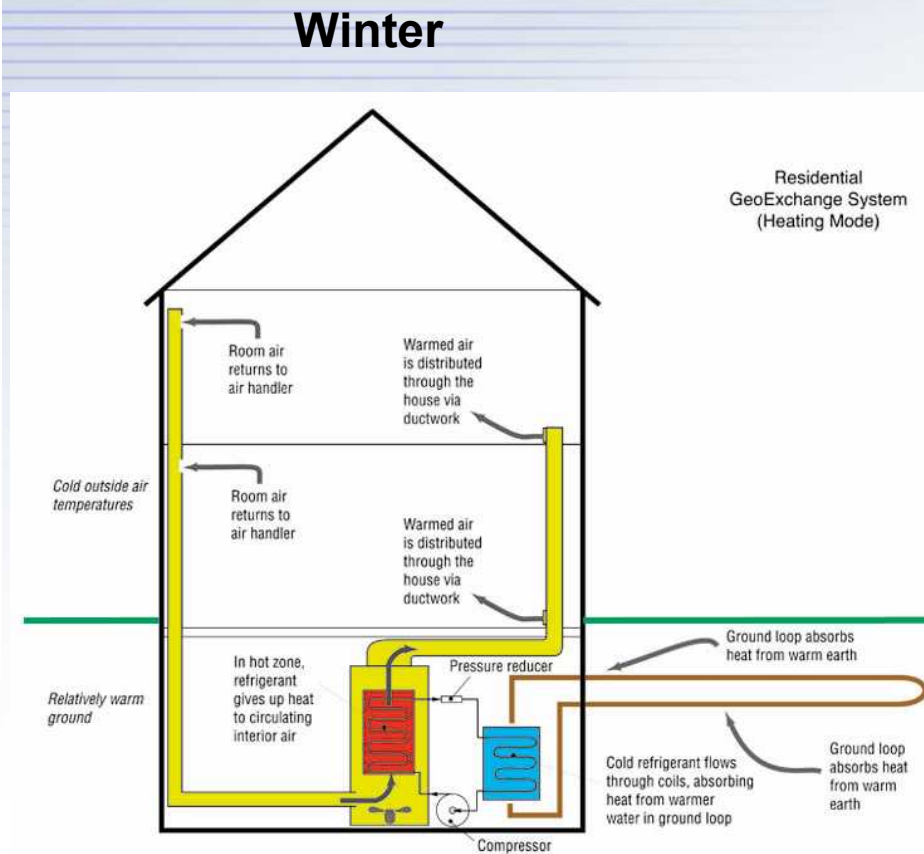 Winter
Residential
GeoExchange System
(Heating Mode)
Room air
returns to
air handler
Warmed air
is distributed
through the
house via
ductwork
Cold outside air
temperatures
Room air
returns to
air handler
Warmed air
is distributed
through the
house via
ductwork
Ground loop absorbs
heat from warm earth
In hot zone,
refrigerant
gives up heat
to circulating
interior air
Pressure reducer
Relatively warm
ground
Cold refrigerant flows
through coils, absorbing
heat from warmer
water in ground loop
Ground loop
absorbs heat
from warm
earth
Compressor